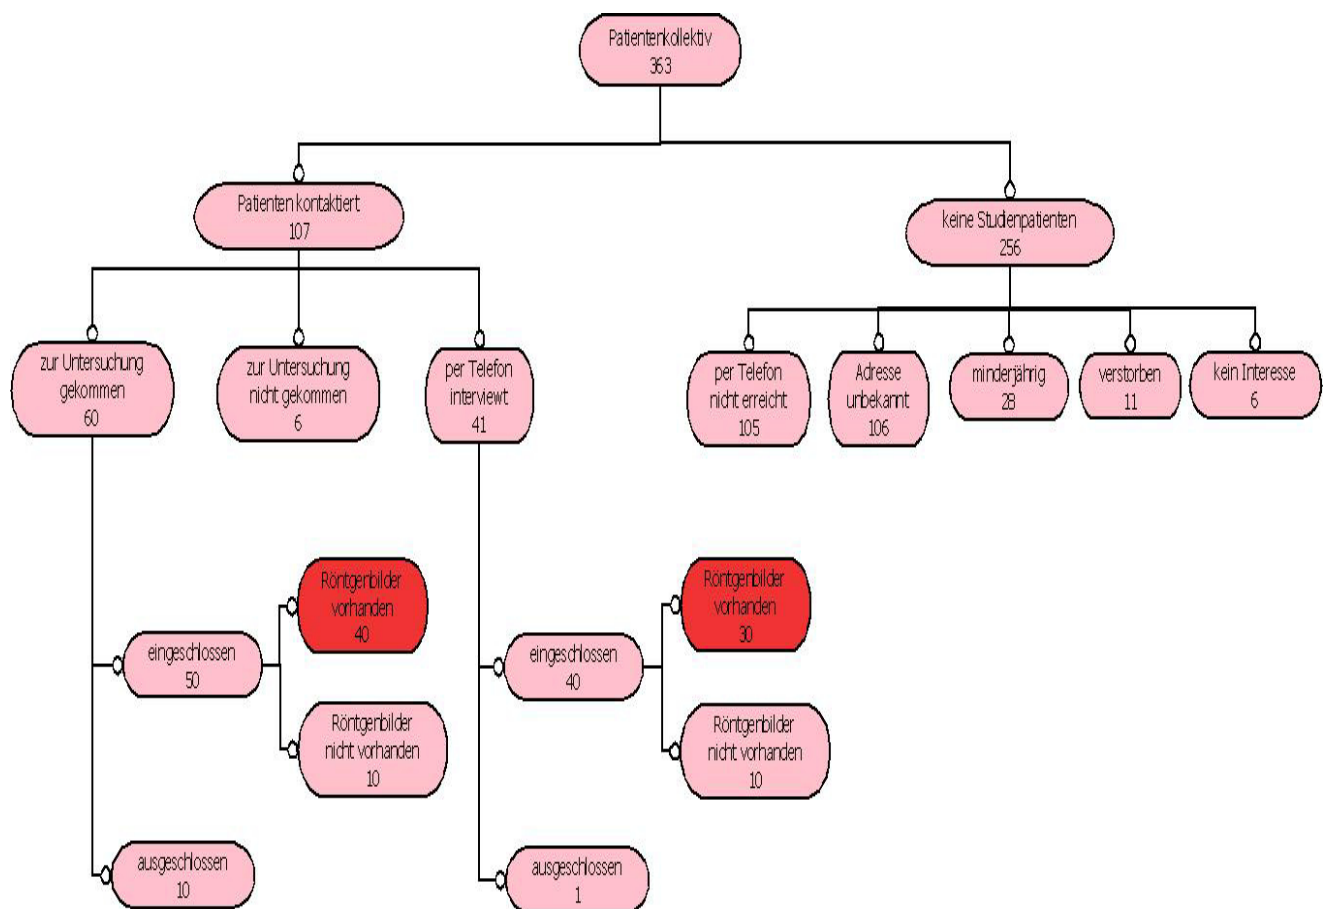 Patientenkollektiv
363
Patienten kontaktiert
107
keine Studienpatienten
256
zur Untersuchung
gekommen
60
zur Untersuchung
nicht gekommen
6
per Telefon
interviewt
41
per Telefon
nicht erreicht
105
Adresse
unbekannt
106
minderjährig
28
verstorben
11
kein Interesse
6
Röntgenbilder
vorhanden
40
eingeschlossen
50
Röntgenbilder
nicht vorhanden
10
ausgeschlossen
10
Röntgenbilder
vorhanden
30
eingeschlossen
40
Röntgenbilder
nicht vorhanden
10
ausgeschlossen
1